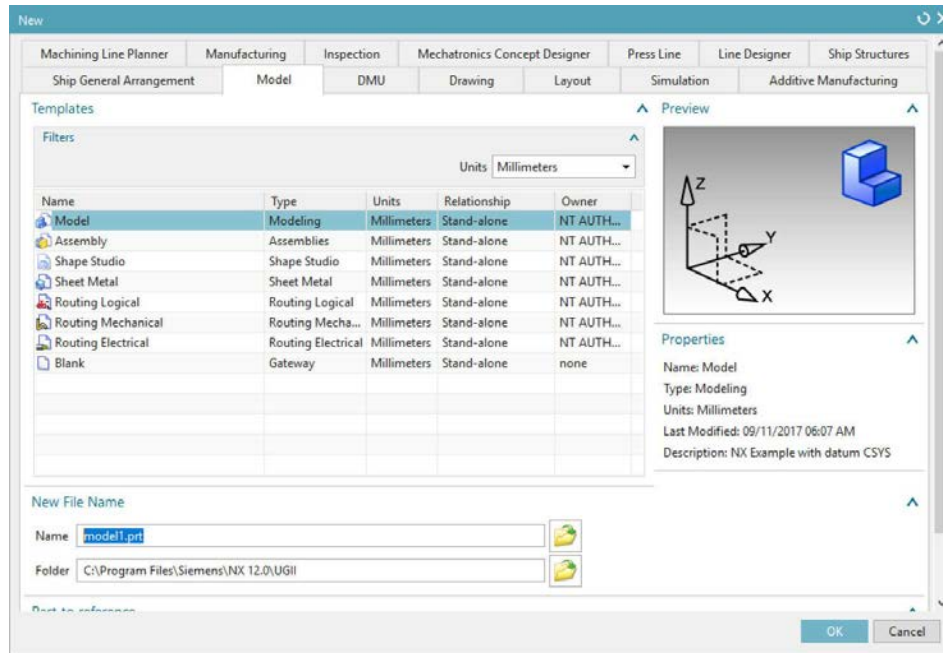 New
Machining Line Planner Manufacturing Inspection Mechatronics Concept Designer Press Line Line Designer Ship Structures
Ship General Arrangement Model DMU Drawing Layout Simulation Additive Manufacturing
Templates
Filters
Units Millimeters
Name Type Units Relationship Owner
Model Modeling Millimeters Stand-alone NT AUTH...
Assembly Assemblies Millimeters Stand-alone NT AUTH...
Shape Studio Shape Studio Millimeters Stand-alone NT AUTH...
Sheet Metal Sheet Metal Millimeters Stand-alone NT AUTH...
Routing Logical Routing Logical Millimeters Stand-alone NT AUTH...
Routing Mechanical Routing Mecha... Millimeters Stand-alone NT AUTH...
Routing Electrical Routing Electrical Millimeters Stand-alone NT AUTH...
Blank Gateway Millimeters Stand-alone none
Preview
Z
Y
X
Properties
Name: Model
Type: Modeling
Units: Millimeters
Last Modified: 09/11/2017 06:07 AM
Description: NX Example with datum CSYS
New File Name
Name model1.prt
Folder C:\Program Files\Siemens\NX 12.0\UGII
Part to reference
OK Cancel